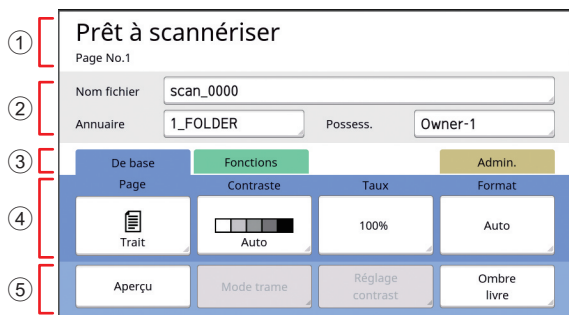 ① Prêt à scannériser
Page No.1
② Nom fichier scan_0000
Annuaire 1_FOLDER Possess. Owner-1
③ De base Fonctions Admin.
④ Page Contraste Taux Format
Trait Auto 100% Auto
⑤ Aperçu Mode trame Réglage contrast Ombre livre